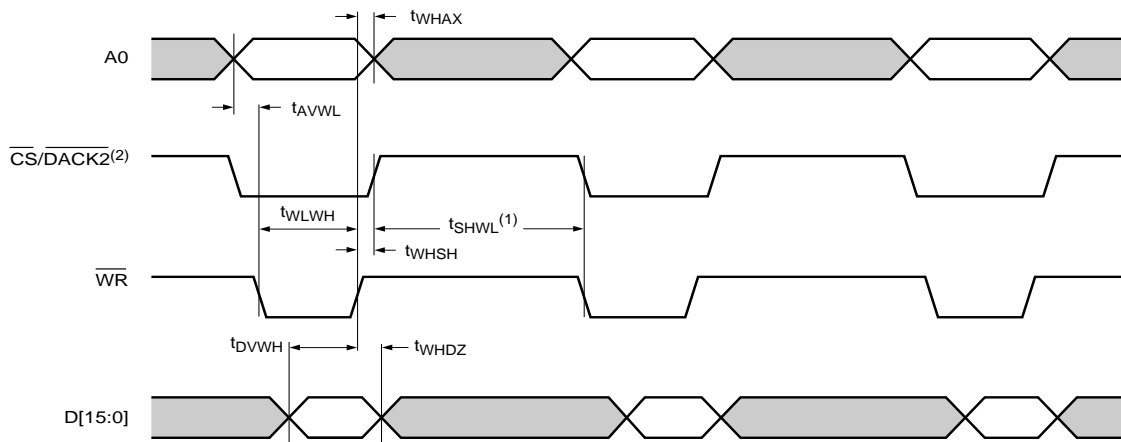 tWHAX
A0
tAVWL
CS/DACK2(2)
tWLWH
tSHWL(1)
tWHSH
WR
tDVWH
tWHDZ
D[15:0]